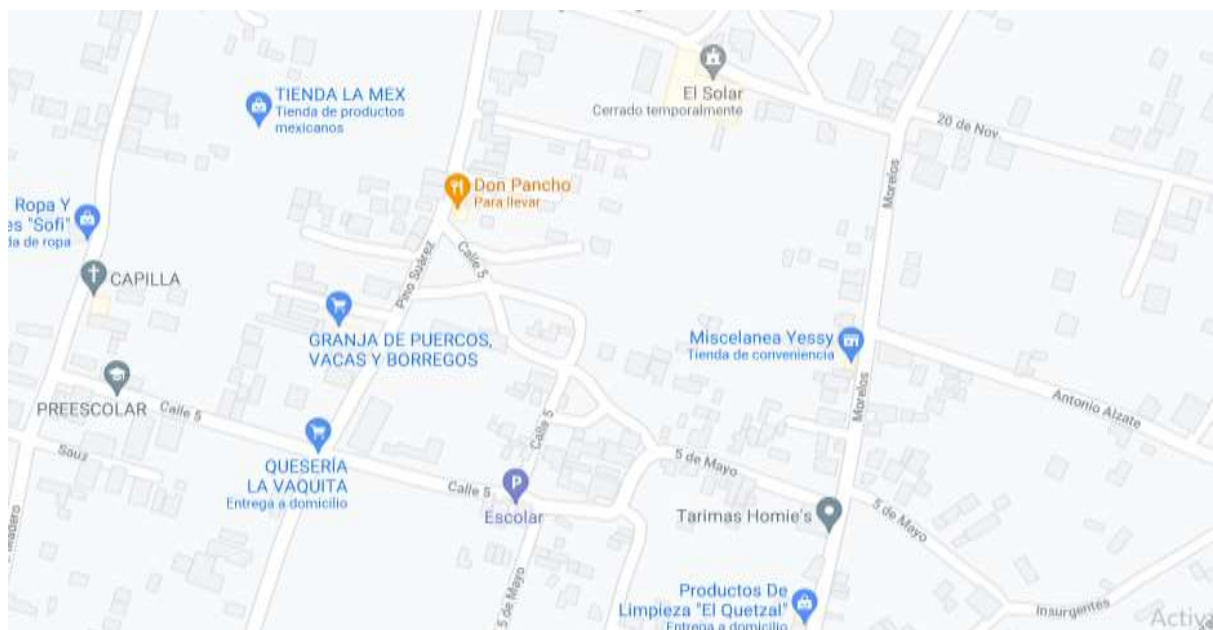 TIENDA LA MEX
Tienda de productos
mexicanos
El Solar
Cerrado temporalmente
20 de Nov.
Morelos
Don Pancho
Para llevar
Ropa Y
es "Sofi"
da de ropa
Calle 5
CAPILLA
Pino Suárez
GRANJA DE PUERCOS,
VACAS Y BORREGOS
Miscelanea Yessy
Tienda de conveniencia
PREESCOLAR
Calle 5
Morelos
Antonio Alzate
Calle 5
Sauz
QUESERÍA
LA VAQUITA
Entrega a domicilio
5 de Mayo
Calle 5
P
Escolar
Tarimas Homie's
5 de Mayo
Madero
5 de Mayo
Productos De
Limpieza "El Quetzal"
Entrega a domicilio
Insurgentes
Activa